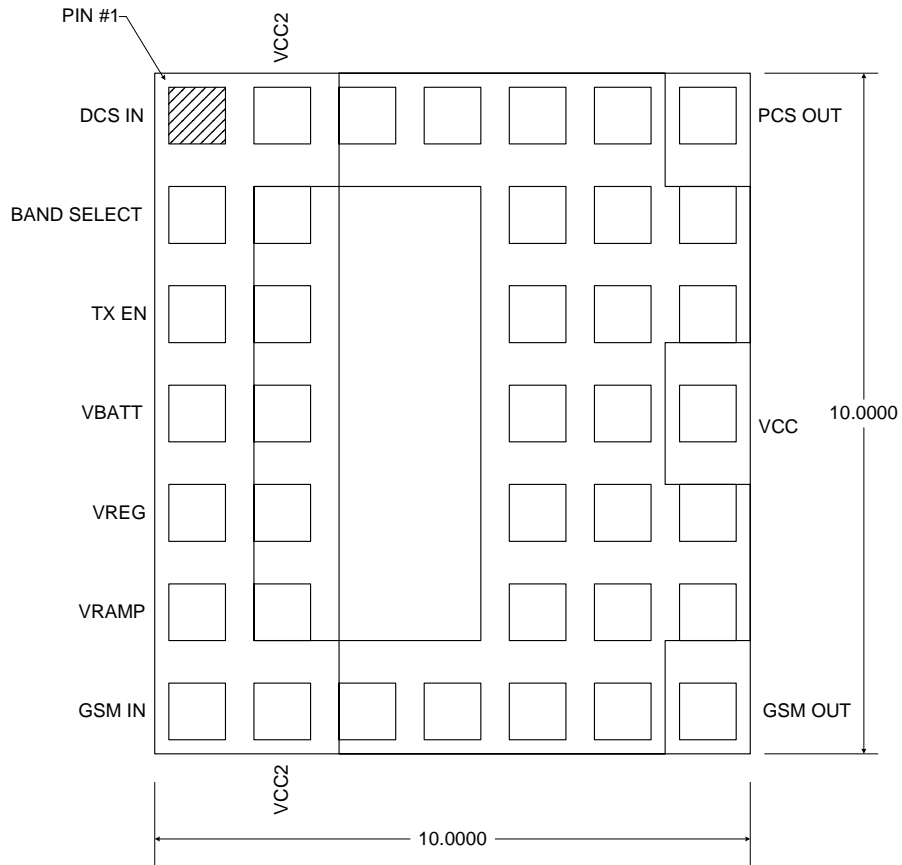 PIN #1
VCC2
DCS IN
PCS OUT
BAND SELECT
TX EN
VBATT
VCC
10.0000
VREG
VRAMP
GSM IN
GSM OUT
VCC2
10.0000